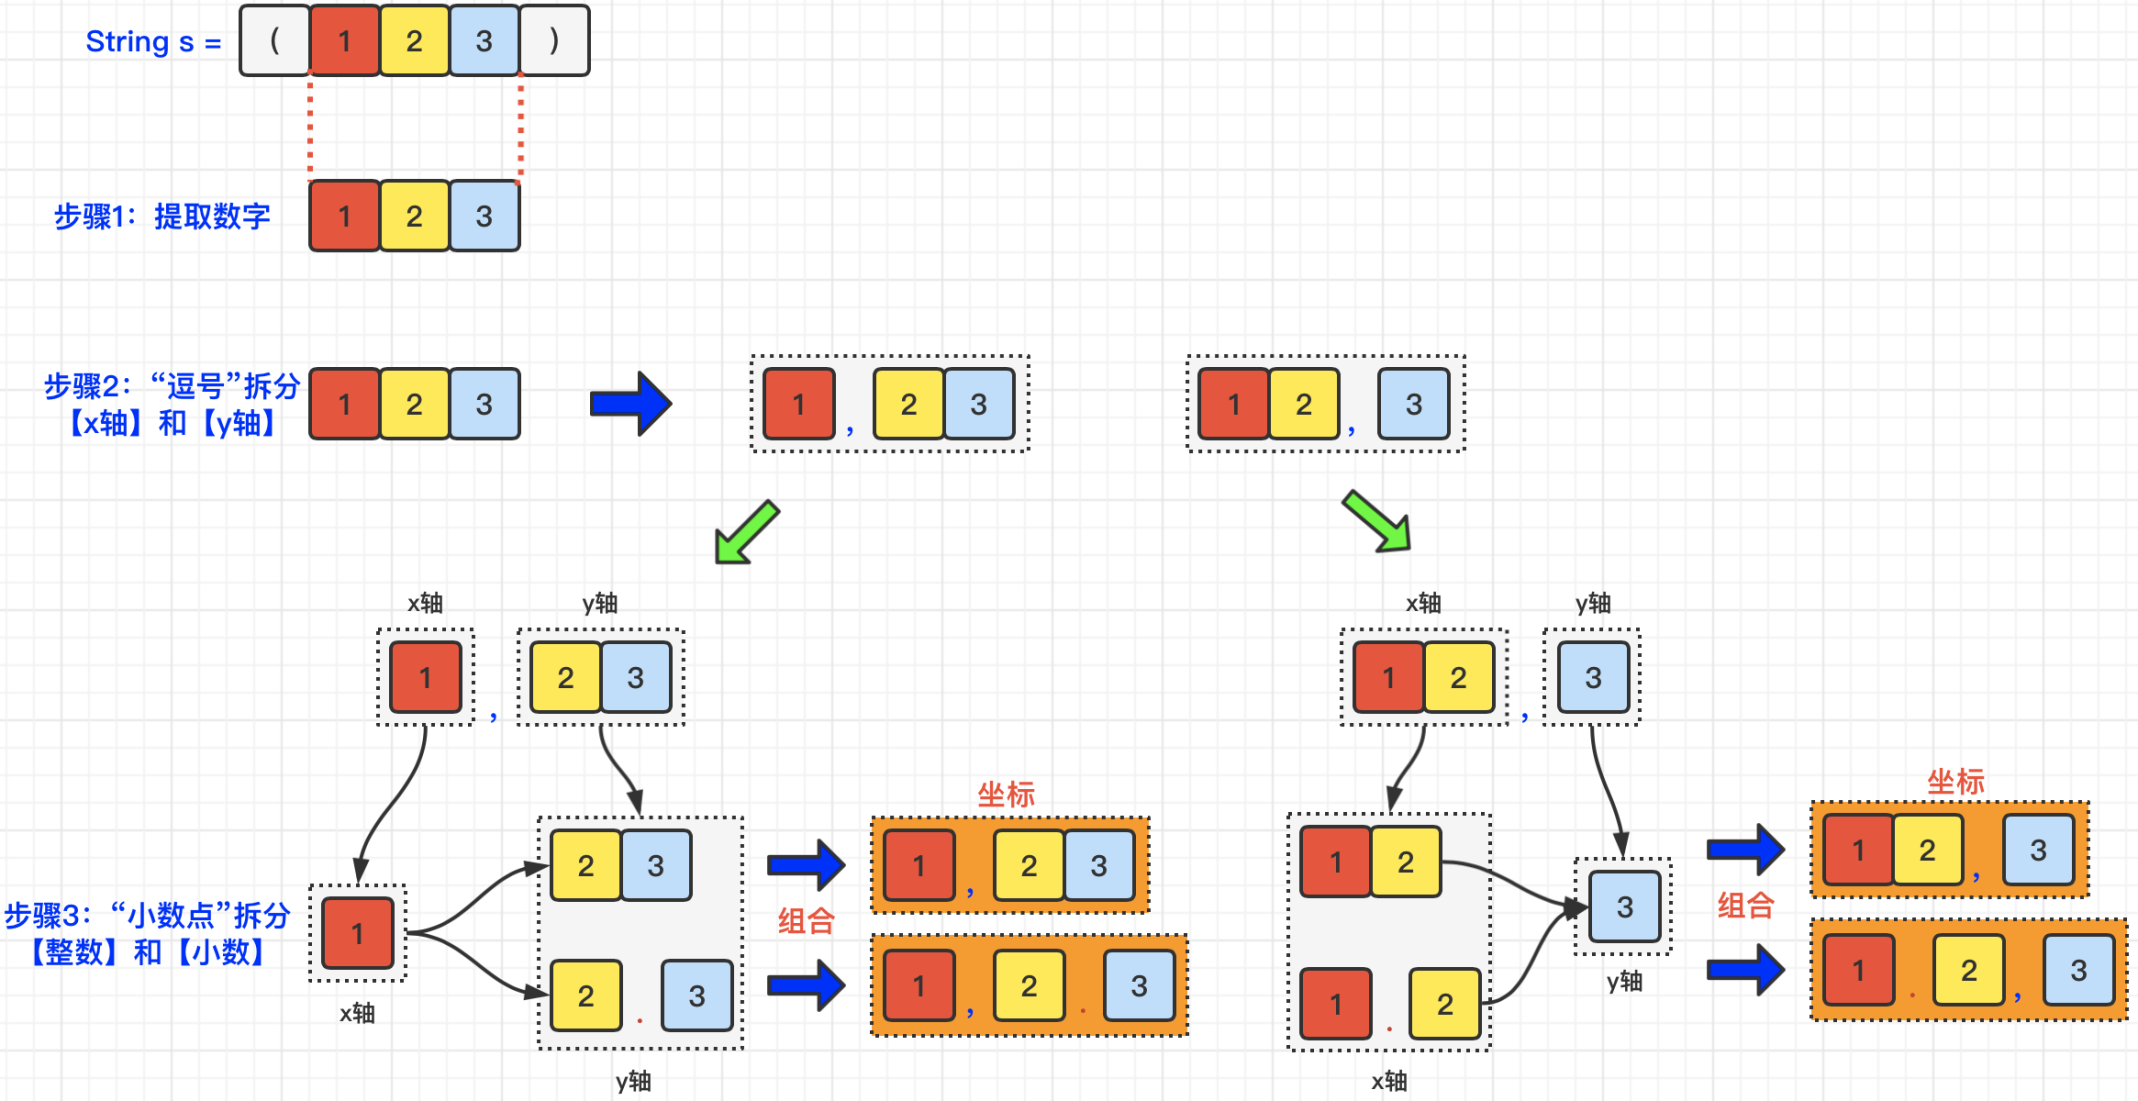 String s = ( 1 2 3 )
步骤1：提取数字 1 2 3
步骤2：“逗号”拆分
【x轴】和【y轴】
1 2 3
1 , 2 3
1 2 , 3
x轴 y轴
1 , 2 3
x轴 y轴
1 2 , 3
步骤3：“小数点”拆分
【整数】和【小数】
1
x轴
2 3
2 . 3
y轴
组合
坐标
1 , 2 3
1 , 2 . 3
1 2
1 . 2
x轴
3
y轴
组合
坐标
1 2 , 3
1 . 2 , 3